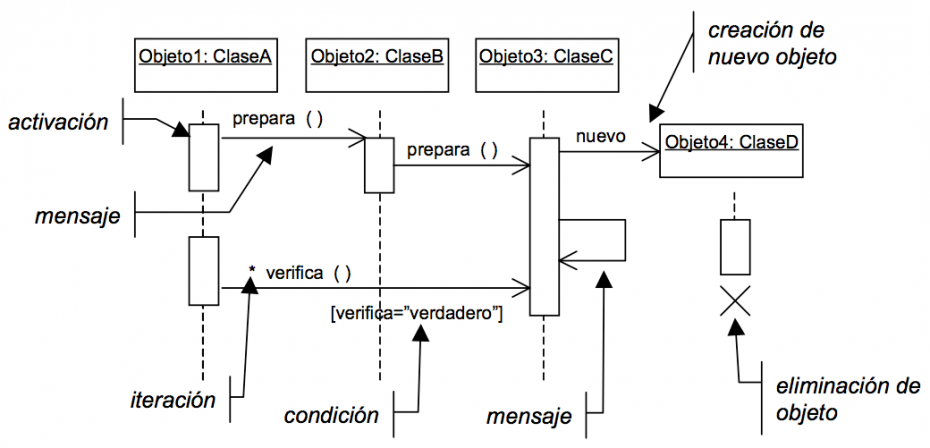 creación de
nuevo objeto
Objeto1: ClaseA
Objeto2: ClaseB
Objeto3: ClaseC
activación
prepara ( )
nuevo
Objeto4: ClaseD
prepara ( )
mensaje
* verifica ( )
[verifica=”verdadero”]
iteración
condición
mensaje
eliminación de
objeto